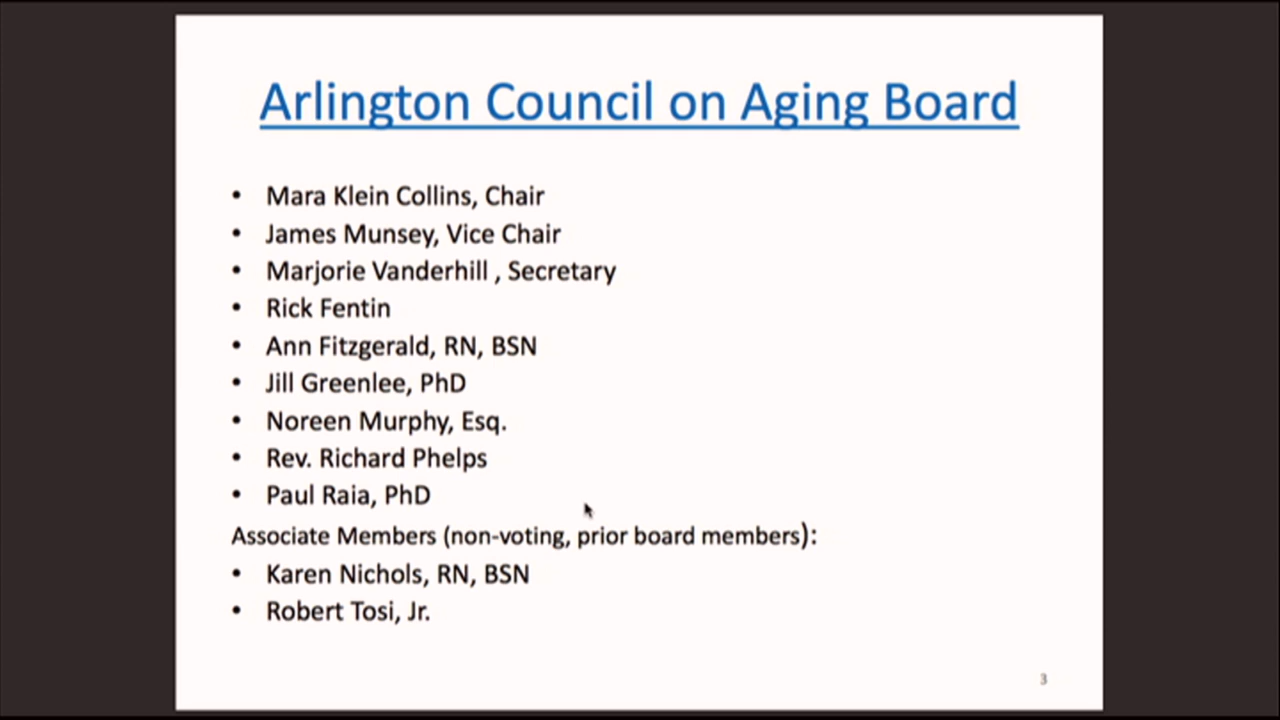 Arlington Council on Aging Board
• Mara Klein Collins, Chair
• James Munsey, Vice Chair
• Marjorie Vanderhill , Secretary
• Rick Fentin
• Ann Fitzgerald, RN, BSN
• Jill Greenlee, PhD
• Noreen Murphy, Esq.
• Rev. Richard Phelps
• Paul Raia, PhD
Associate Members (non-voting, prior board members):
• Karen Nichols, RN, BSN
• Robert Tosi, Jr.
3